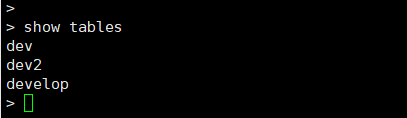 >
> show tables
dev
dev2
develop
>